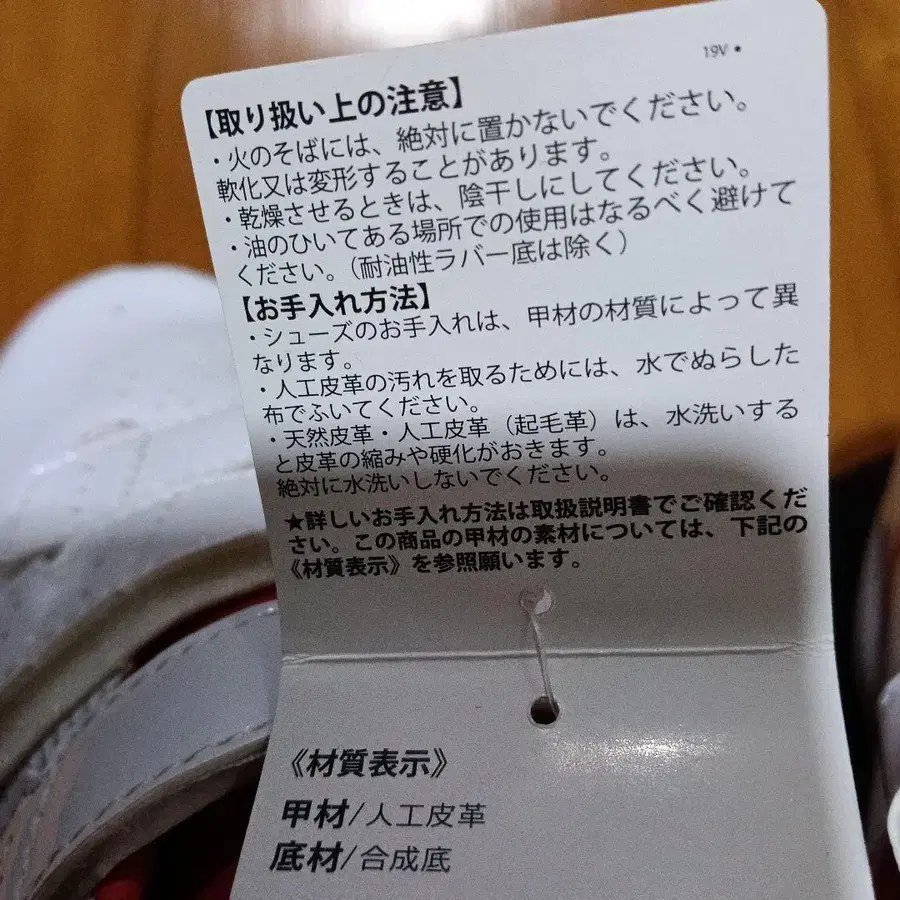 19V •
【取り扱い上の注意】
・火のそばには、絶対に置かないでください。
軟化又は変形することがあります。
・乾燥させるときは、陰干しにしてください。
・油のひいてある場所での使用はなるべく避けて
ください。（耐油性ラバー底は除く）
【お手入れ方法】
・シューズのお手入れは、甲材の材質によって異
なります。
・人工皮革の汚れを取るためには、水でぬらした
布でふいてください。
・天然皮革・人工皮革（起毛革）は、水洗いする
と皮革の縮みや硬化がおきます。
絶対に水洗いしないでください。
★詳しいお手入れ方法は取扱説明書でご確認くだ
さい。この商品の甲材の素材については、下記の
《材質表示》を参照願います。
《材質表示》
甲材/人工皮革
底材/合成底